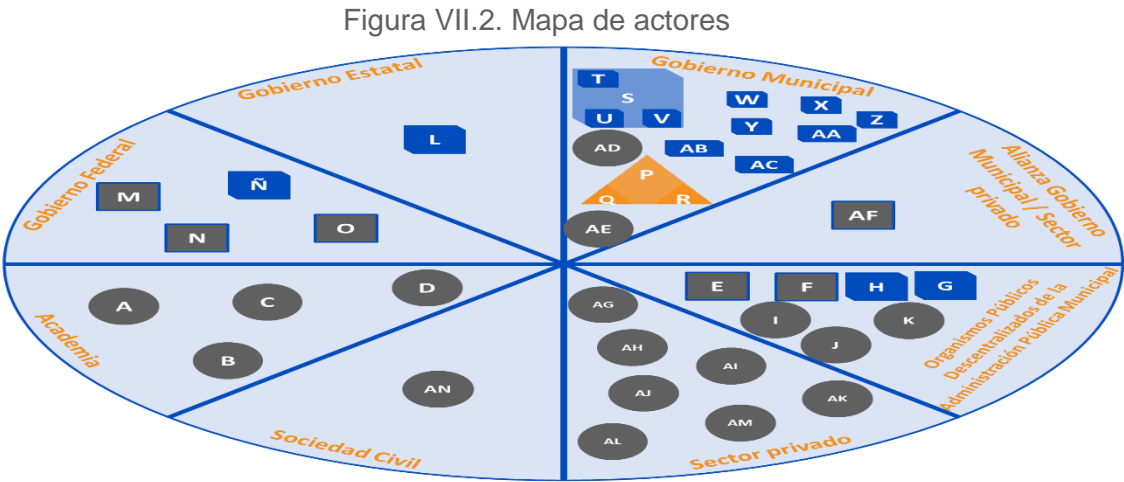 Figura VII.2. Mapa de actores
Gobierno Estatal
L
Gobierno Municipal
T
S
U
V
W
X
Y
Z
AA
AB
AC
AD
P
Q
R
AE
Gobierno Federal
M
Ñ
N
O
Alianza Gobierno
Municipal / Sector
privado
AF
Academia
A
C
D
B
Sociedad Civil
AN
Organismos Públicos
Descentralizados de la
Administración Pública Municipal
E
F
H
G
I
K
J
Sector privado
AG
AH
AI
AJ
AK
AM
AL